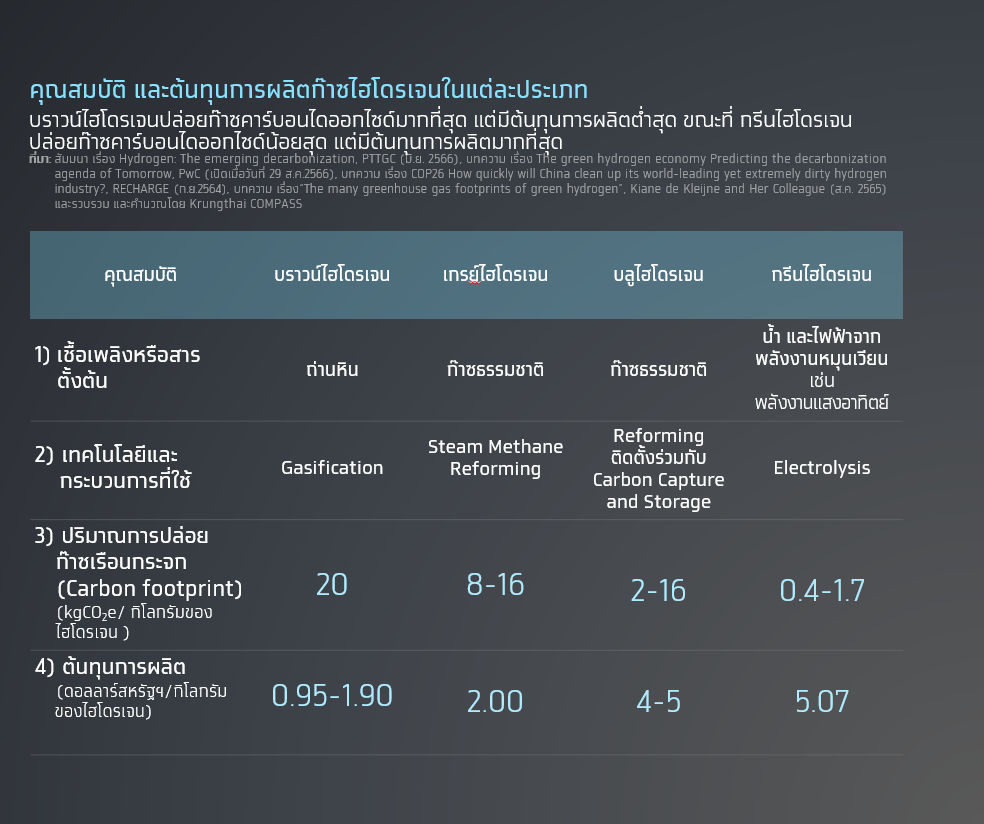 คุณสมบัติ และต้นทุนการผลิตก๊าซไฮโดรเจนในแต่ละประเภท
บราวน์ไฮโดรเจนปล่อยก๊าซคาร์บอนไดออกไซด์มากที่สุด แต่มีต้นทุนการผลิตต่ำสุด ขณะที่ กรีนไฮโดรเจน
ปล่อยก๊าซคาร์บอนไดออกไซด์น้อยสุด แต่มีต้นทุนการผลิตมากที่สุด
ที่มา: สัมมนา เรื่อง Hydrogen: The emerging decarbonization, PTTGC (มิ.ย. 2566), บทความ เรื่อง The green hydrogen economy Predicting the decarbonization
agenda of Tomorrow, PwC (เปิดเมื่อวันที่ 29 ส.ค.2566), บทความ เรื่อง COP26 How quickly will China clean up its world-leading yet extremely dirty hydrogen
industry?, RECHARGE (ก.ย.2564), บทความ เรื่อง“The many greenhouse gas footprints of green hydrogen”, Kiane de Kleijne and Her Colleague (ส.ค. 2565)
และรวบรวม และคำนวณโดย Krungthai COMPASS
คุณสมบัติ บราวน์ไฮโดรเจน เกรย์ไฮโดรเจน บลูไฮโดรเจน กรีนไฮโดรเจน
1) เชื้อเพลิงหรือสาร
ตั้งต้น
ถ่านหิน
ก๊าซธรรมชาติ
ก๊าซธรรมชาติ
น้ำ และไฟฟ้าจาก
พลังงานหมุนเวียน
เช่น
พลังงานแสงอาทิตย์
2) เทคโนโลยีและ
กระบวนการที่ใช้
Gasification
Steam Methane
Reforming
Reforming
ติดตั้งร่วมกับ
Carbon Capture
and Storage
Electrolysis
3) ปริมาณการปล่อย
ก๊าซเรือนกระจก
(Carbon footprint)
(kgCO₂e/ กิโลกรัมของ
ไฮโดรเจน )
20
8-16
2-16
0.4-1.7
4) ต้นทุนการผลิต
(ดอลลาร์สหรัฐฯ/กิโลกรัม
ของไฮโดรเจน)
0.95-1.90
2.00
4-5
5.07